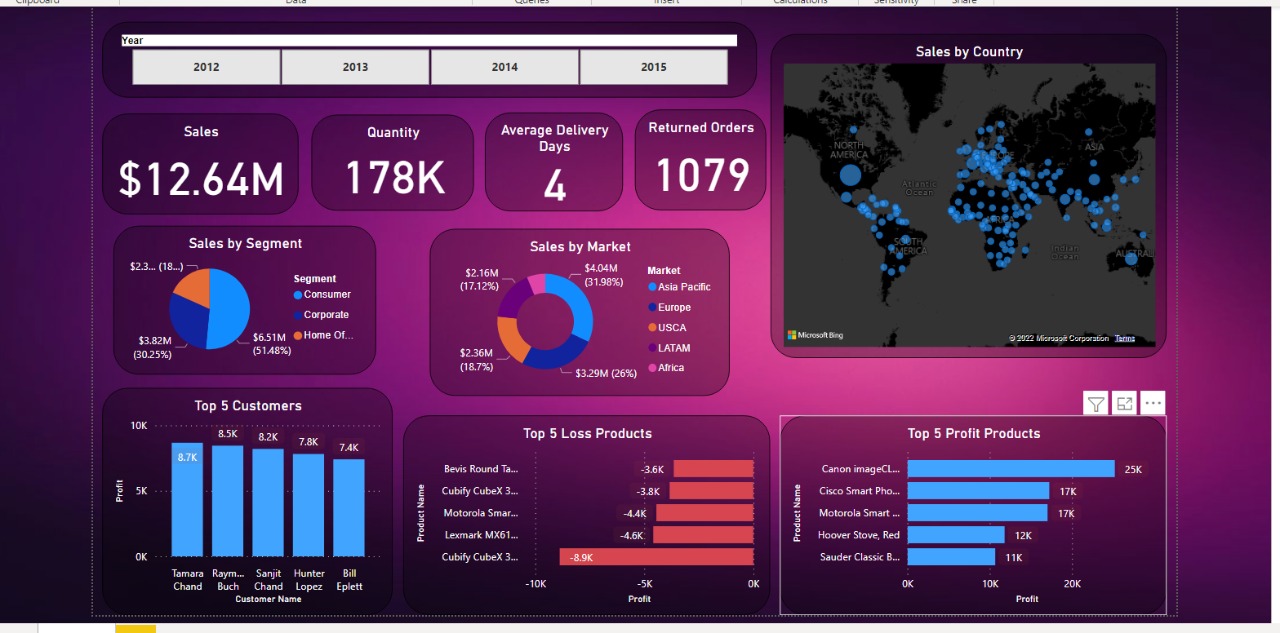 Clipboard Data Queries Insert Calculations Sensitivity Share
Year
2012 2013 2014 2015
Sales
$12.64M
Quantity
178K
Average Delivery
Days
4
Returned Orders
1079
Sales by Country
NORTH
AMERICA
Atlantic
Ocean
ASIA
AFRICA
SOUTH
AMERICA
Indian
Ocean
AUSTRAL
Microsoft Bing
© 2022 Microsoft Corporation Terms
Sales by Segment
$2.3... (18...)
$3.82M
(30.25%)
$6.51M
(51.48%)
Segment
Consumer
Corporate
Home Of...
Sales by Market
$2.16M
(17.12%)
$4.04M
(31.98%)
$2.36M
(18.7%)
$3.29M (26%)
Market
Asia Pacific
Europe
USCA
LATAM
Africa
Top 5 Customers
Profit
10K
5K
0K
8.7K
8.5K
8.2K
7.8K
7.4K
Tamara
Chand
Raym...
Buch
Sanjit
Chand
Hunter
Lopez
Bill
Eplett
Customer Name
Top 5 Loss Products
Product Name
Bevis Round Ta... -3.6K
Cubify CubeX 3... -3.8K
Motorola Smar... -4.4K
Lexmark MX61... -4.6K
Cubify CubeX 3... -8.9K
-10K -5K 0K
Profit
Top 5 Profit Products
Product Name
Canon imageCL... 25K
Cisco Smart Pho... 17K
Motorola Smart ... 17K
Hoover Stove, Red 12K
Sauder Classic B... 11K
0K 10K 20K
Profit